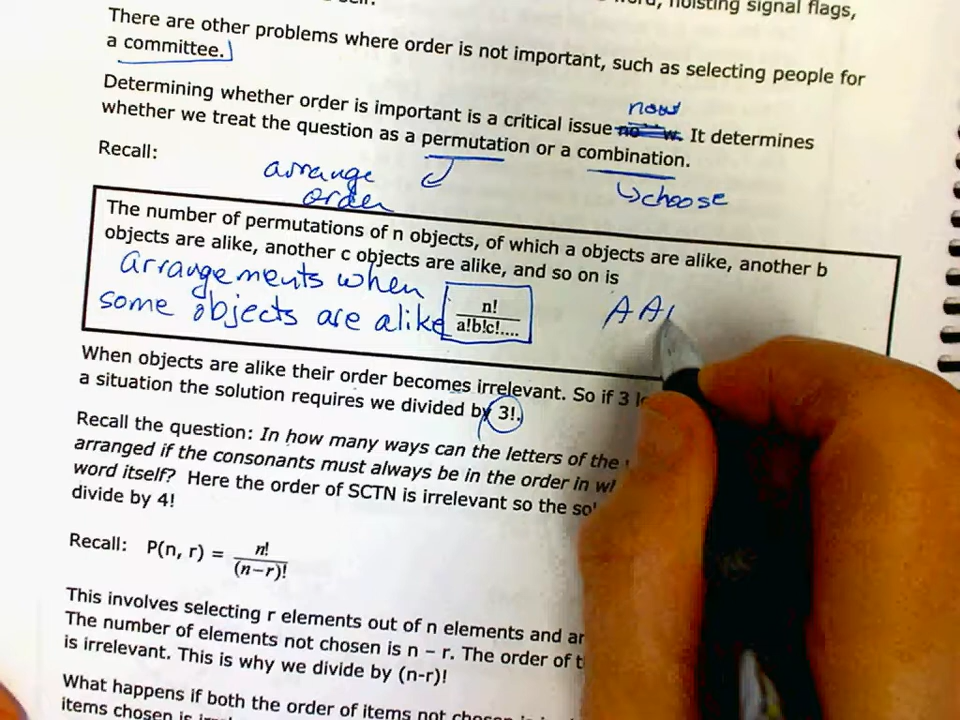 word, hoisting signal flags,
There are other problems where order is not important, such as selecting people for
a committee.
now
Determining whether order is important is a critical issue It determines
whether we treat the question as a permutation or a combination.
Recall:
arrange
order
choose
The number of permutations of n objects, of which a objects are alike, another b
objects are alike, another c objects are alike, and so on is
arrangements when
some objects are alike
n!
a!b!c!....
A A
When objects are alike their order becomes irrelevant. So if 3
a situation the solution requires we divided by 3!.
Recall the question: In how many ways can the letters of the
arranged if the consonants must always be in the order in
word itself? Here the order of SCTN is irrelevant so the
divide by 4!
Recall: P(n, r) = n!
(n-r)!
This involves selecting r elements out of n elements and
The number of elements not chosen is n – r. The order of
is irrelevant. This is why we divide by (n-r)!
What happens if both the order of items not chosen
items chosen is